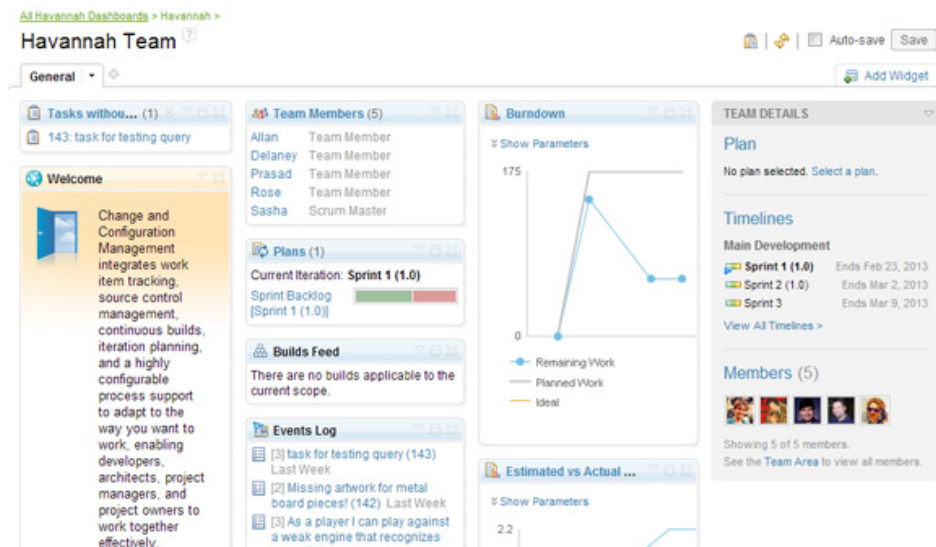 All Havannah Dashboards > Havannah >
Havannah Team ?
Auto-save Save
General
Add Widget
Tasks withou... (1)
143: task for testing query
Welcome
Change and
Configuration
Management
integrates work
item tracking,
source control
management,
continuous builds,
iteration planning,
and a highly
configurable
process support
to adapt to the
way you want to
work, enabling
developers,
architects, project
managers, and
project owners to
work together
effectively.
Team Members (5)
Allan Team Member
Delaney Team Member
Prasad Team Member
Rose Team Member
Sasha Scrum Master
Plans (1)
Current Iteration: Sprint 1 (1.0)
Sprint Backlog
[Sprint 1 (1.0)]
Builds Feed
There are no builds applicable to the
current scope.
Events Log
[3] task for testing query (143)
Last Week
[2] Missing artwork for metal
board pieces! (142) Last Week
[3] As a player I can play against
a weak engine that recognizes
Burndown
Show Parameters
175
0
Remaining Work
Planned Work
Ideal
Estimated vs Actual ...
Show Parameters
2.2
TEAM DETAILS
Plan
No plan selected. Select a plan.
Timelines
Main Development
Sprint 1 (1.0) Ends Feb 23, 2013
Sprint 2 (1.0) Ends Mar 2, 2013
Sprint 3 Ends Mar 9, 2013
View All Timelines >
Members (5)
Showing 5 of 5 members.
See the Team Area to view all members.